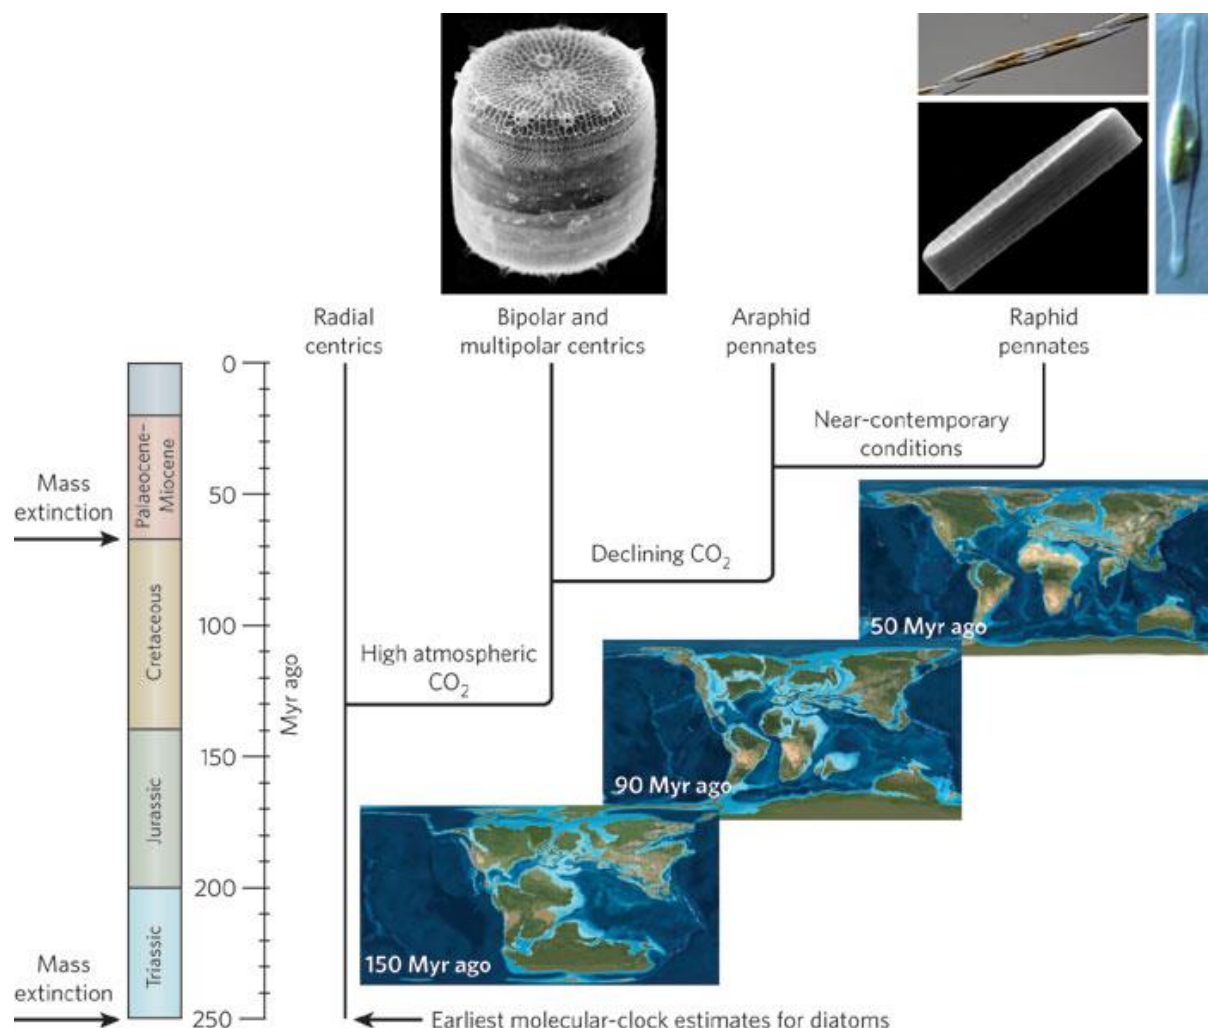 Radial
centrics
Bipolar and
multipolar centrics
Araphid
pennates
Raphid
pennates
0
50
100
150
200
250
Myr ago
Palaeocene–
Miocene
Cretaceous
Jurassic
Triassic
Mass
extinction
Mass
extinction
Near-contemporary
conditions
Declining CO₂
High atmospheric
CO₂
50 Myr ago
90 Myr ago
150 Myr ago
Earliest molecular-clock estimates for diatoms